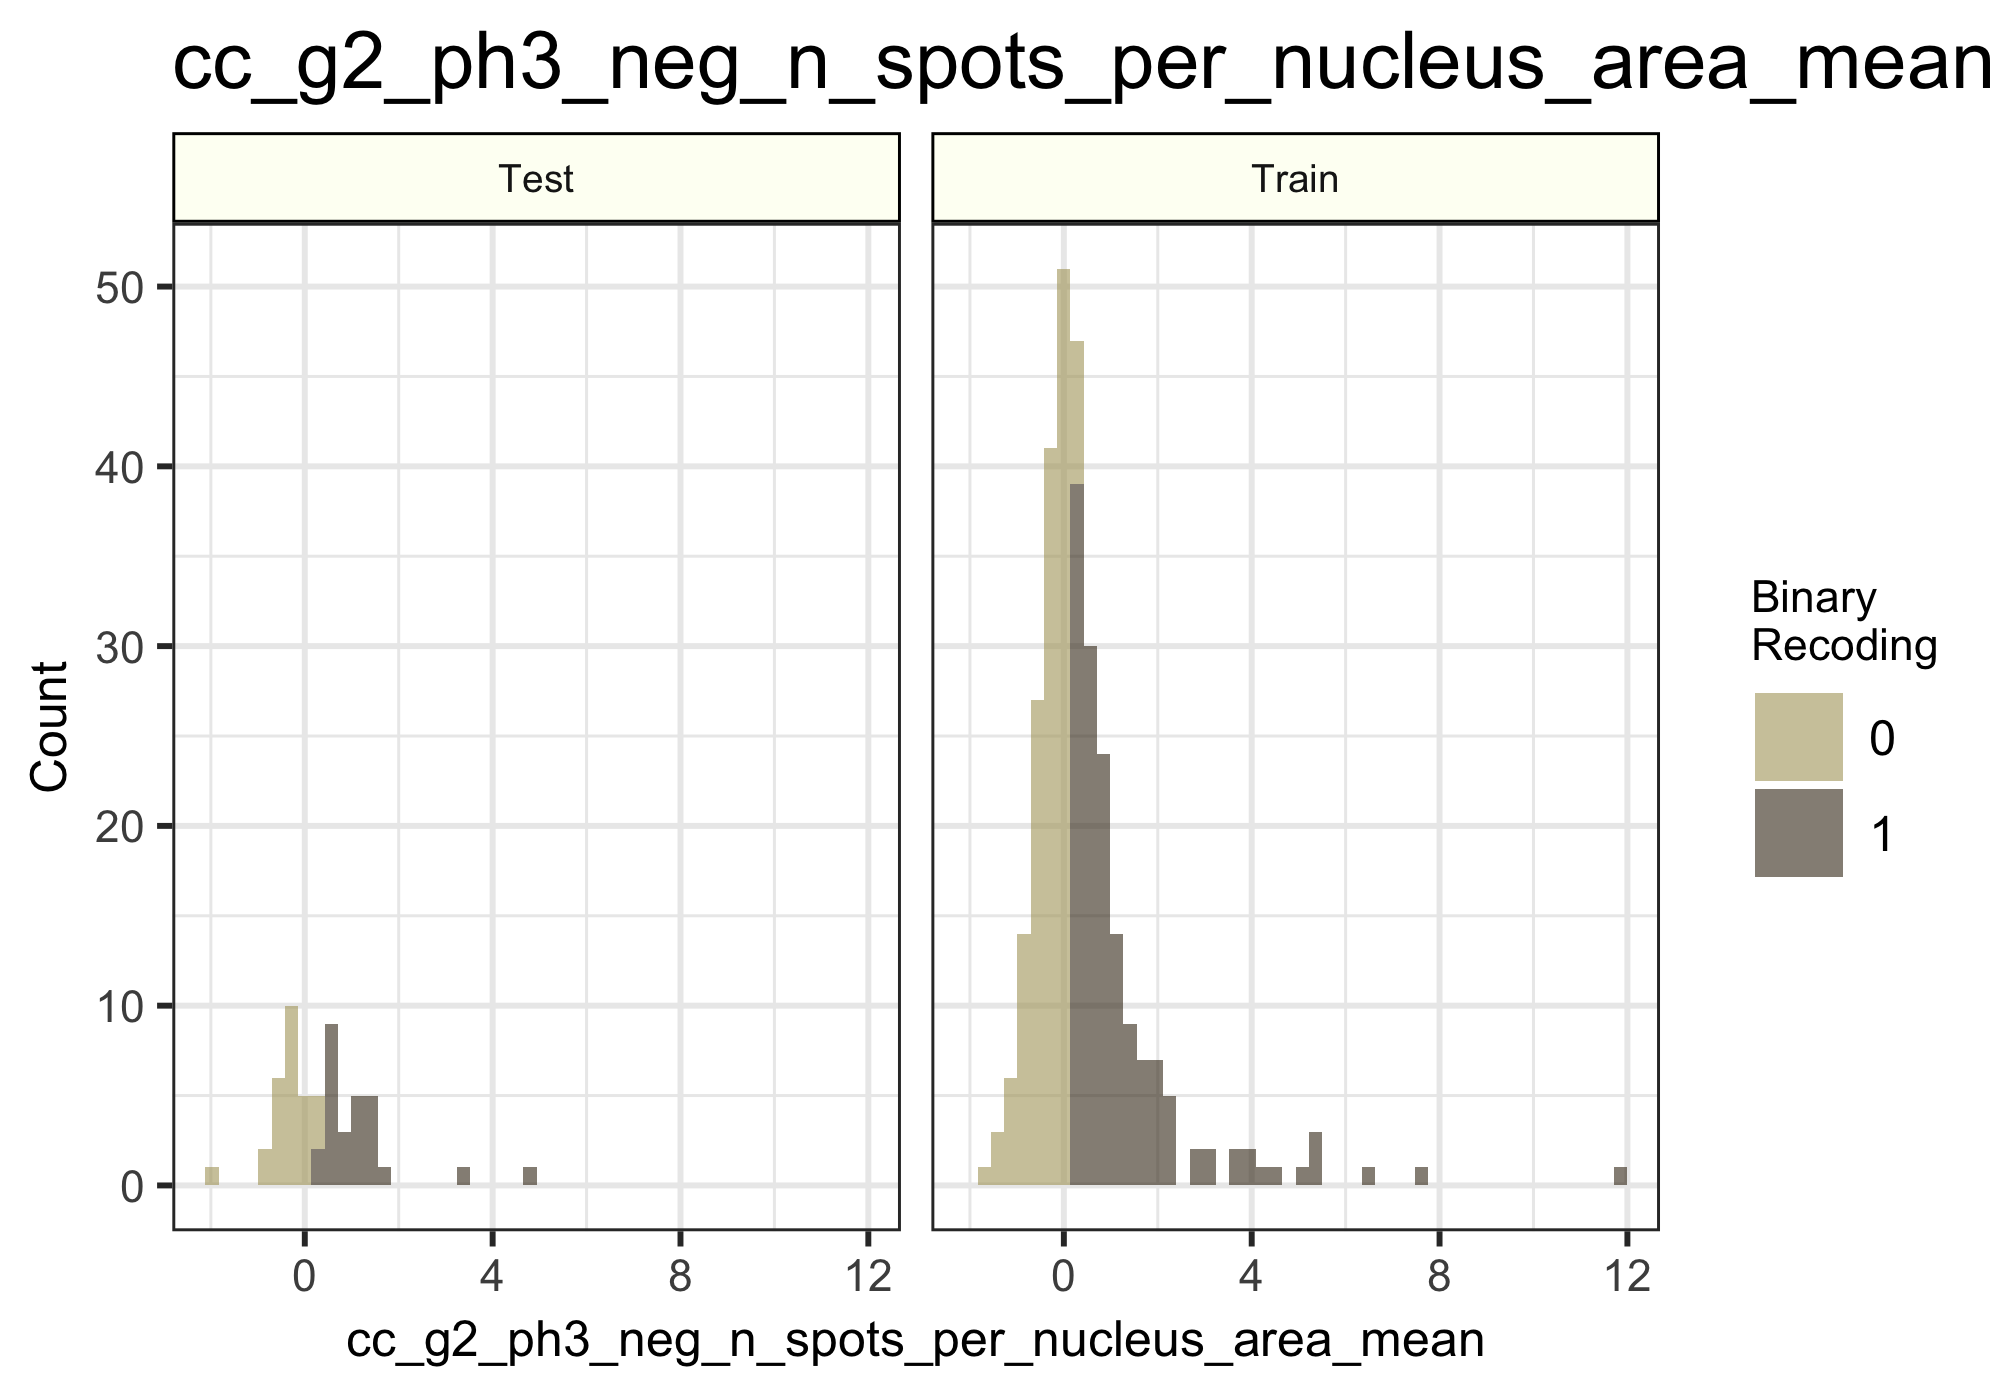 cc_g2_ph3_neg_n_spots_per_nucleus_area_mean
Test
Train
50
40
30
20
10
0
Count
0 4 8 12
0 4 8 12
cc_g2_ph3_neg_n_spots_per_nucleus_area_mean
Binary
Recoding
0
1